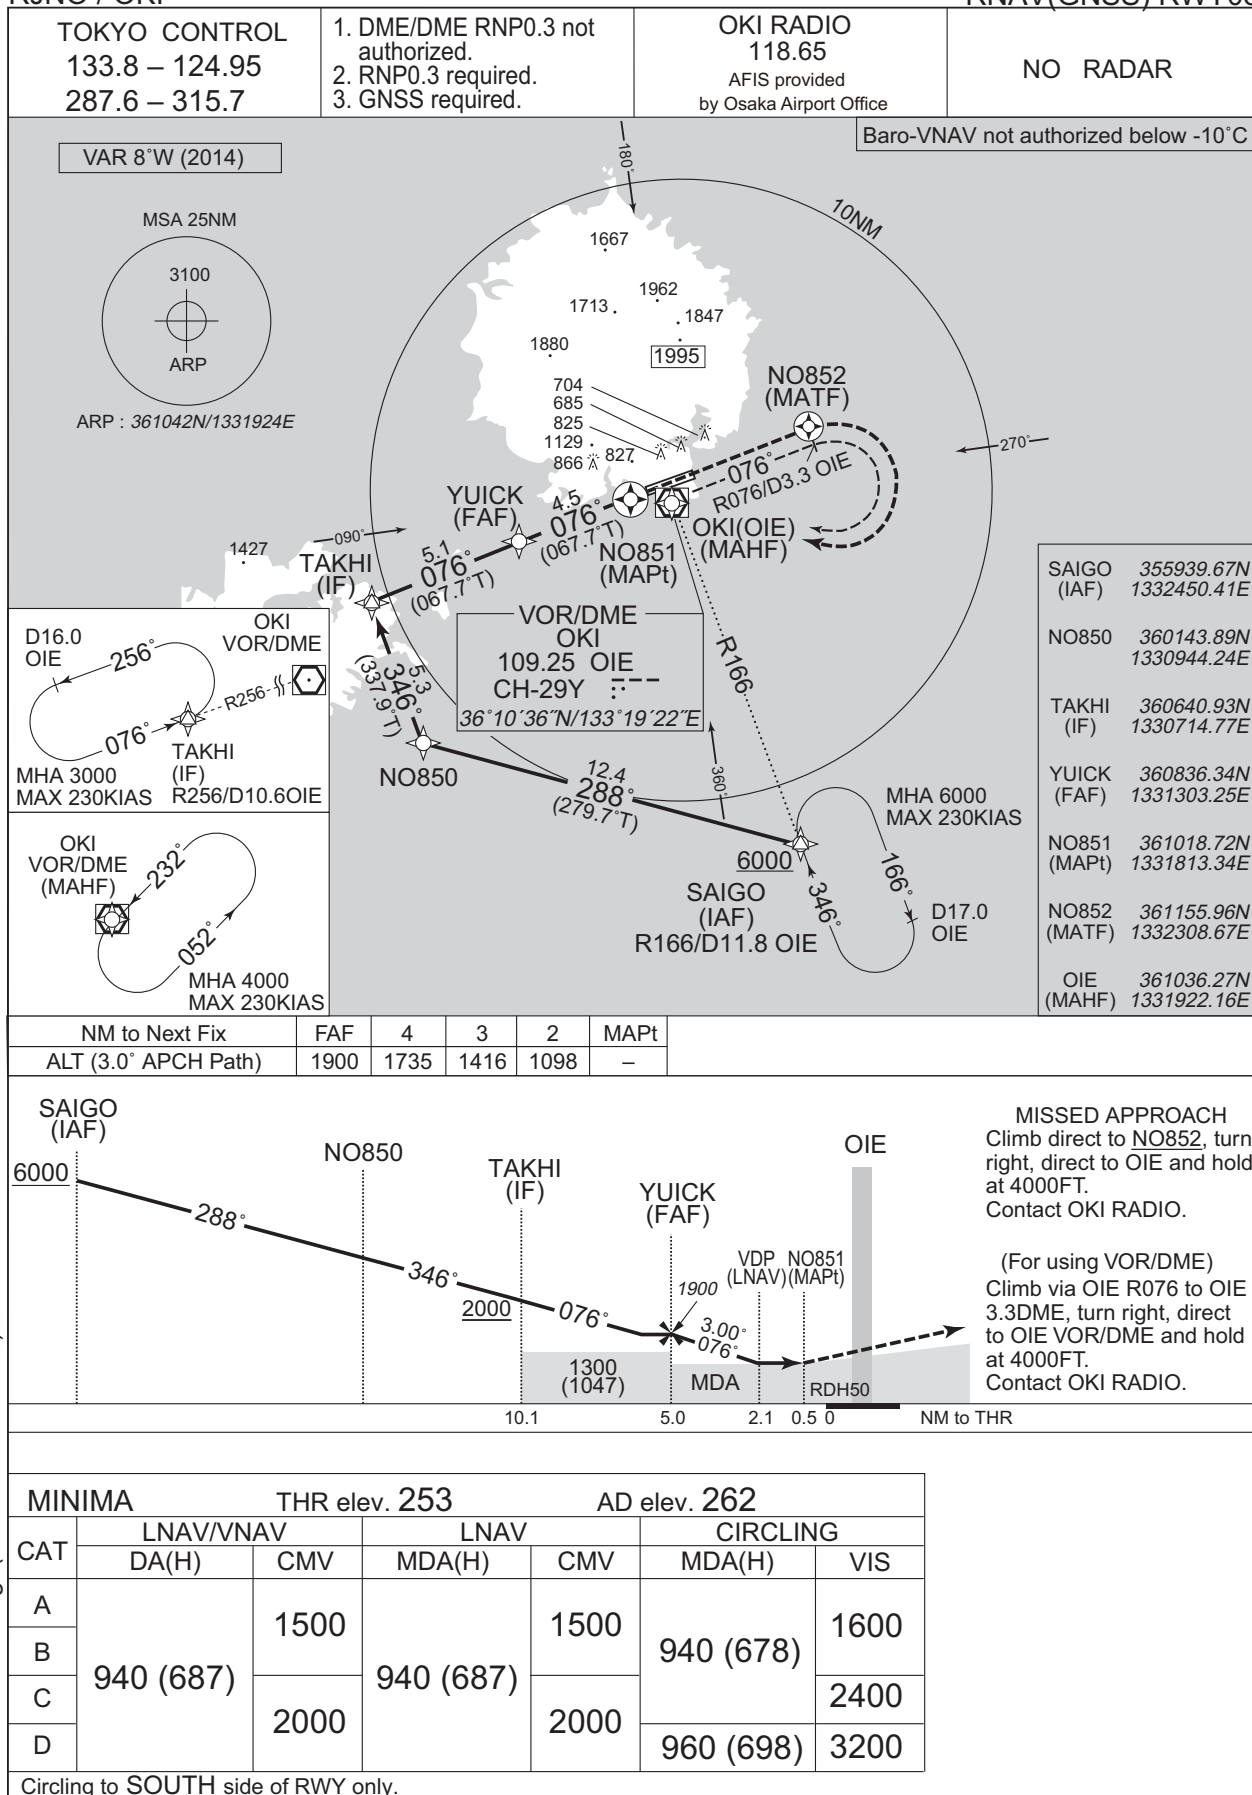 TOKYO CONTROL
133.8 – 124.95
287.6 – 315.7
1. DME/DME RNP0.3 not
authorized.
2. RNP0.3 required.
3. GNSS required.
OKI RADIO
118.65
AFIS provided
by Osaka Airport Office
NO RADAR
Baro-VNAV not authorized below -10˚C
VAR 8˚W (2014)
MSA 25NM
3100
ARP
ARP : 361042N/1331924E
180˚
10NM
1667
1962
1713
1847
1880
1995
704
685
825
1129
866
827
NO852
(MATF)
270˚
076˚
R076/D3.3 OIE
YUICK
(FAF)
4.5
076˚
(067.7˚T)
NO851
(MAPt)
OKI(OIE)
(MAHF)
090˚
1427
TAKHI
(IF)
5.1
076˚
(067.7˚T)
VOR/DME
OKI
109.25 OIE
CH-29Y
36˚10´36˝N/133˚19´22˝E
R166
5.3
346˚
(337.9˚T)
NO850
12.4
288˚
(279.7˚T)
360˚
6000
SAIGO
(IAF)
R166/D11.8 OIE
MHA 6000
MAX 230KIAS
166˚
346˚
D17.0
OIE
D16.0
OIE
256˚
OKI
VOR/DME
R256
076˚
TAKHI
(IF)
R256/D10.6OIE
MHA 3000
MAX 230KIAS
OKI
VOR/DME
(MAHF)
232˚
052˚
MHA 4000
MAX 230KIAS
SAIGO 355939.67N
(IAF) 1332450.41E
NO850 360143.89N
1330944.24E
TAKHI 360640.93N
(IF) 1330714.77E
YUICK 360836.34N
(FAF) 1331303.25E
NO851 361018.72N
(MAPt) 1331813.34E
NO852 361155.96N
(MATF) 1332308.67E
OIE 361036.27N
(MAHF) 1331922.16E
NM to Next Fix FAF 4 3 2 MAPt
ALT (3.0˚ APCH Path) 1900 1735 1416 1098 –
SAIGO
(IAF)
6000
288˚
NO850
346˚
2000
TAKHI
(IF)
076˚
YUICK
(FAF)
1900
3.00˚
076˚
VDP
(LNAV)
NO851
(MAPt)
OIE
1300
(1047)
MDA
RDH50
10.1 5.0 2.1 0.5 0 NM to THR
MISSED APPROACH
Climb direct to NO852, turn
right, direct to OIE and hold
at 4000FT.
Contact OKI RADIO.
(For using VOR/DME)
Climb via OIE R076 to OIE
3.3DME, turn right, direct
to OIE VOR/DME and hold
at 4000FT.
Contact OKI RADIO.
MINIMA THR elev. 253 AD elev. 262
CAT LNAV/VNAV LNAV CIRCLING
DA(H) CMV MDA(H) CMV MDA(H) VIS
A
B
C
D
940 (687)
1500
2000
940 (687)
1500
2000
940 (678)
960 (698)
1600
2400
3200
Circling to SOUTH side of RWY only.